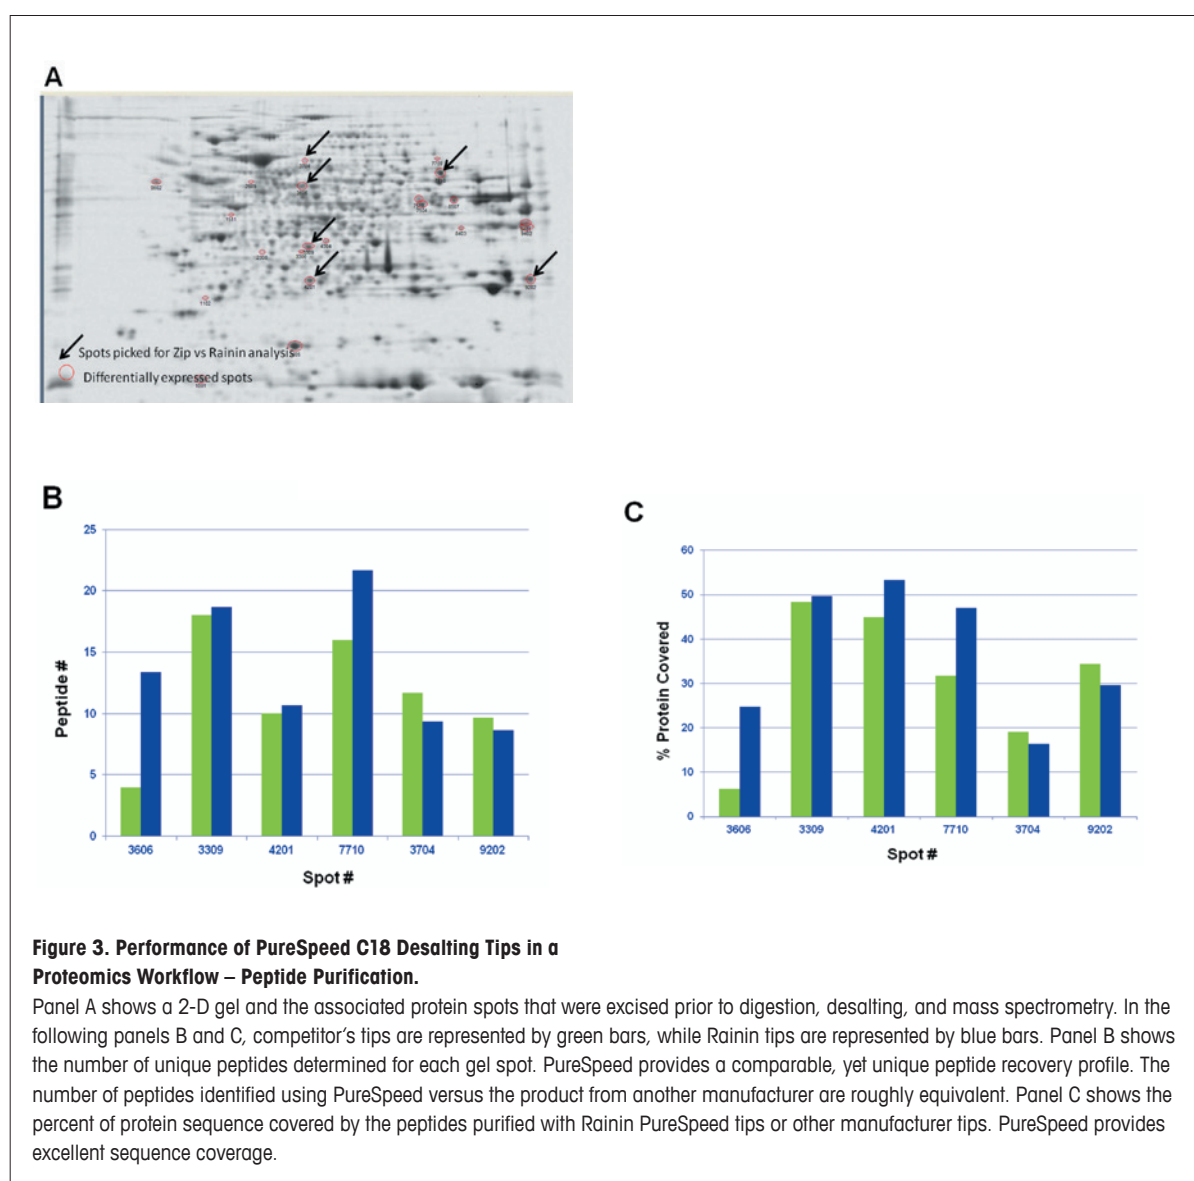 A
Spots picked for Zip vs Rainin analysis
Differentially expressed spots
B
25
20
15
10
5
0
Peptide #
3606 3309 4201 7710 3704 9202
Spot #
C
60
50
40
30
20
10
0
% Protein Covered
3606 3309 4201 7710 3704 9202
Spot #
Figure 3. Performance of PureSpeed C18 Desalting Tips in a
Proteomics Workflow – Peptide Purification.
Panel A shows a 2-D gel and the associated protein spots that were excised prior to digestion, desalting, and mass spectrometry. In the
following panels B and C, competitor's tips are represented by green bars, while Rainin tips are represented by blue bars. Panel B shows
the number of unique peptides determined for each gel spot. PureSpeed provides a comparable, yet unique peptide recovery profile. The
number of peptides identified using PureSpeed versus the product from another manufacturer are roughly equivalent. Panel C shows the
percent of protein sequence covered by the peptides purified with Rainin PureSpeed tips or other manufacturer tips. PureSpeed provides
excellent sequence coverage.